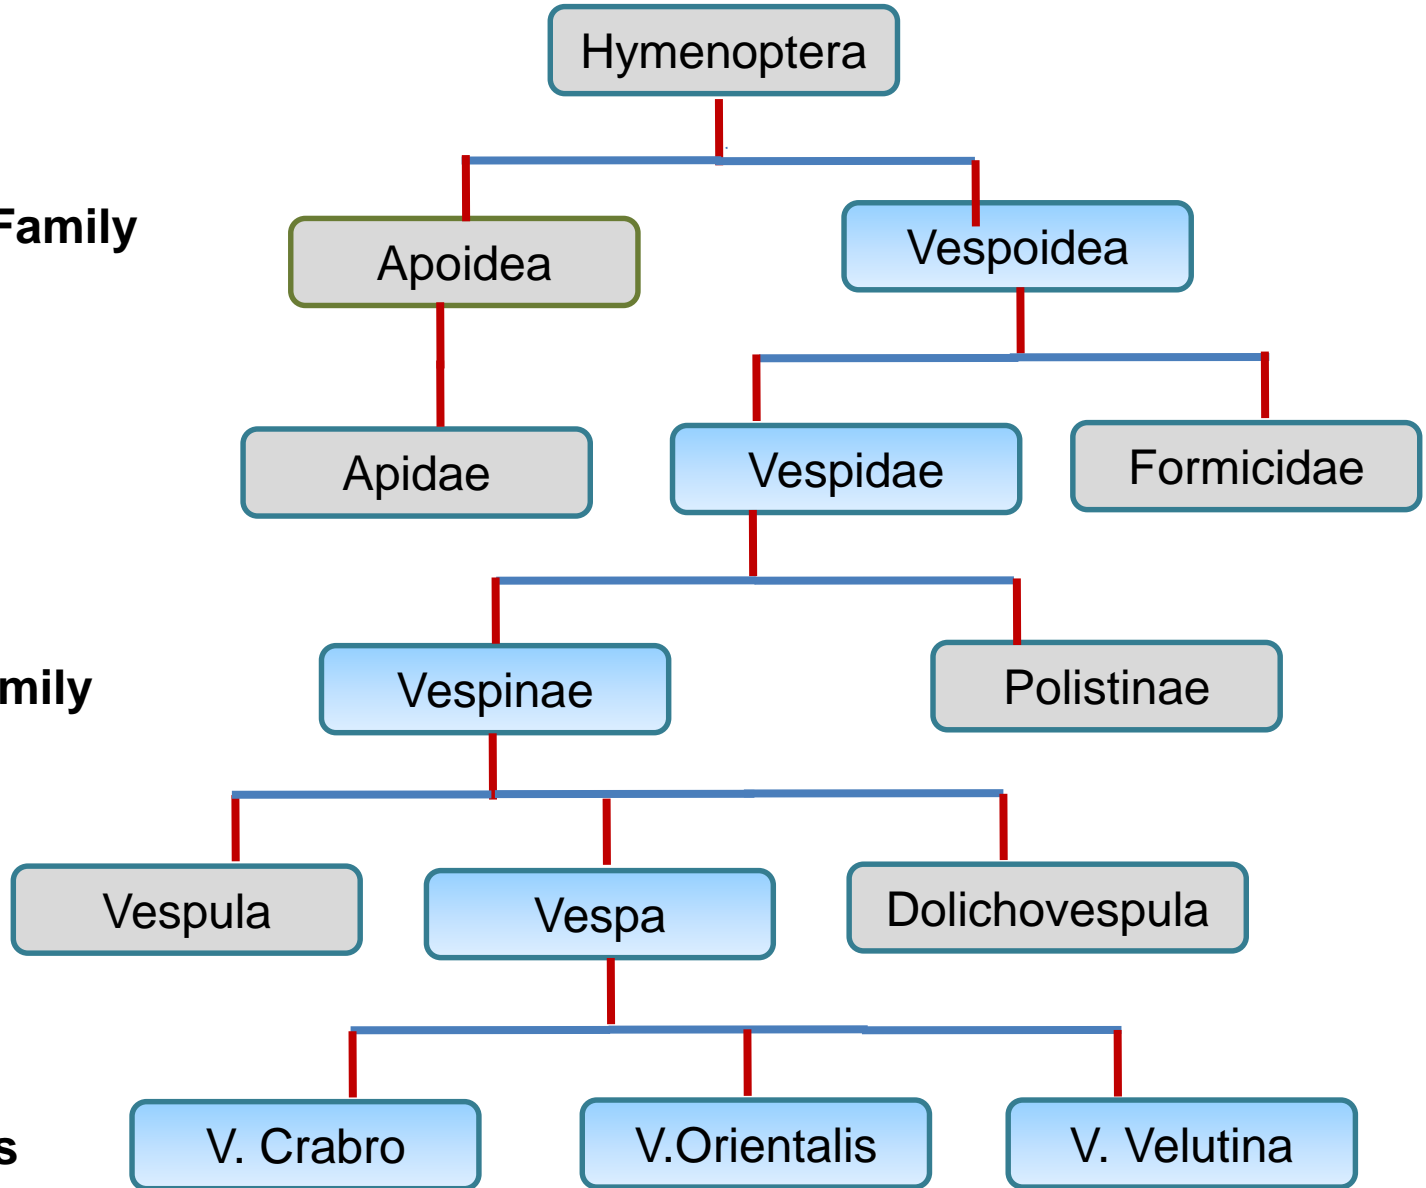 Hymenoptera
Family
Apoidea
Vespoidea
Apidae
Vespidae
Formicidae
mily
Vespinae
Polistinae
Vespula
Vespa
Dolichovespula
s
V. Crabro
V.Orientalis
V. Velutina